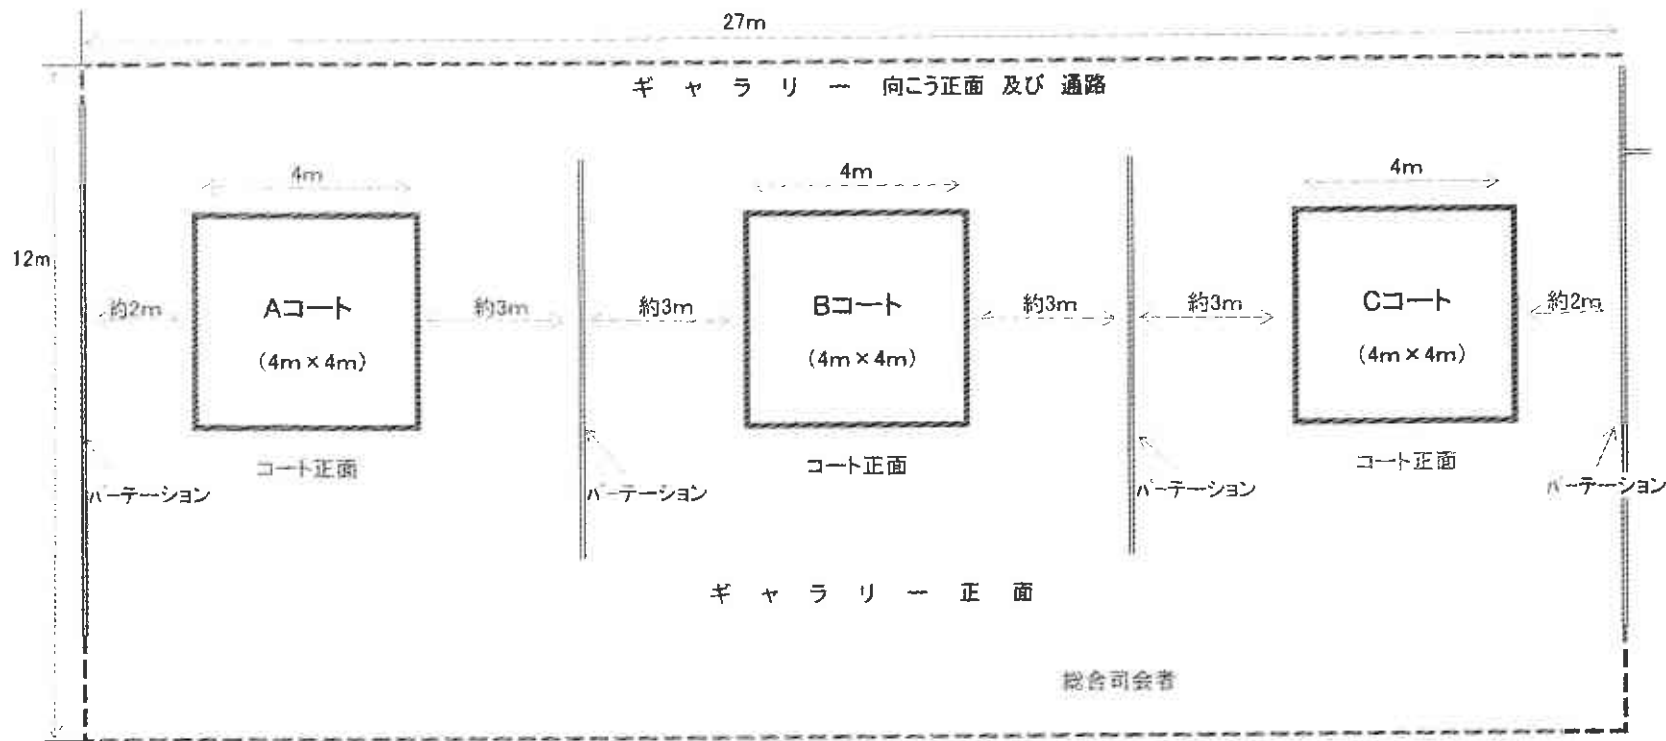 27m
ギャラリー 向こう正面 及び 通路
4m
4m
4m
12m
約2m
Aコート
約3m
約3m
Bコート
約3m
約3m
Cコート
約2m
(4m×4m)
(4m×4m)
(4m×4m)
コート正面
コート正面
コート正面
パーテーション
パーテーション
パーテーション
パーテーション
ギャラリー正面
総合司会者